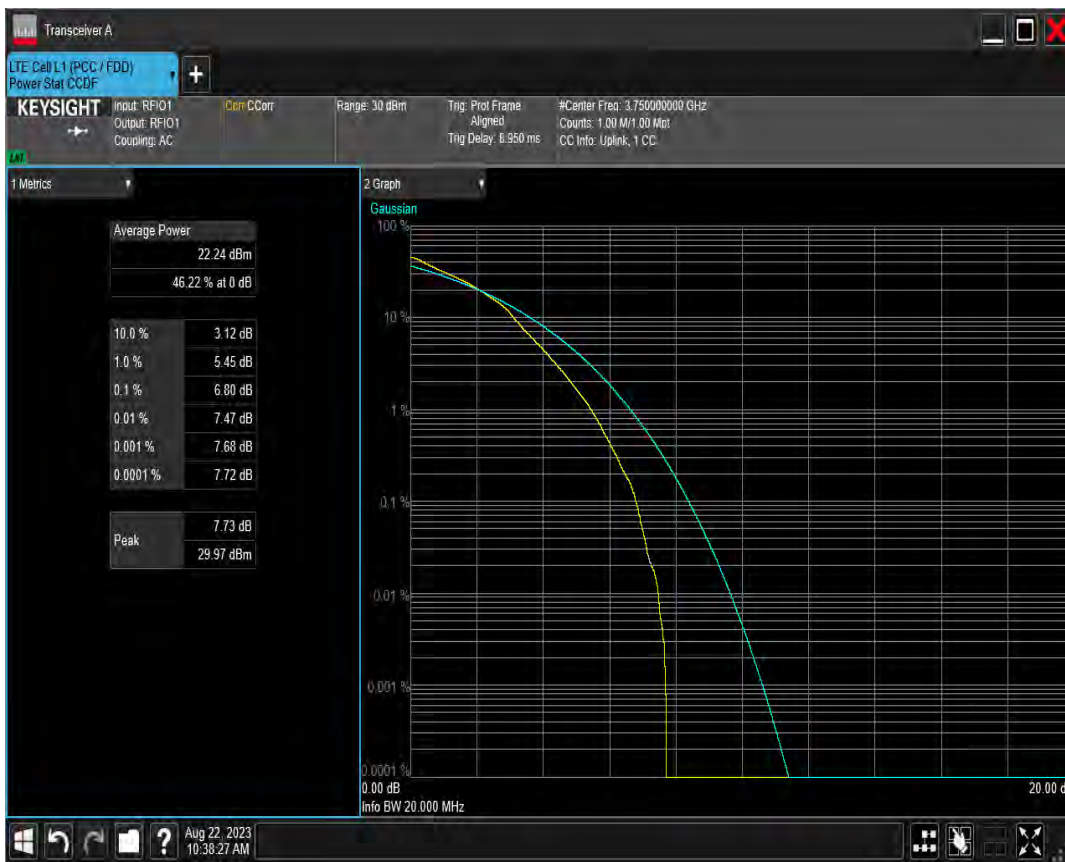 Transceiver A
LTE Cell L1 (PCC / FDD)
Power Stat CCDF
+
KEYSIGHT
Input: RFIO1
Output: RFIO1
Coupling: AC
Corr CCorr
Range: 30 dBm
Trig: Prot Frame
Aligned
Trig Delay: 8.950 ms
#Center Freq: 3.750000000 GHz
Counts: 1.00 M/1.00 Mpt
CC Info: Uplink, 1 CC
1 Metrics
Average Power
22.24 dBm
46.22 % at 0 dB
10.0 % 3.12 dB
1.0 % 5.45 dB
0.1 % 6.80 dB
0.01 % 7.47 dB
0.001 % 7.68 dB
0.0001 % 7.72 dB
Peak
7.73 dB
29.97 dBm
2 Graph
Gaussian
100 %
10 %
1 %
0.1 %
0.01 %
0.001 %
0.0001 %
0.00 dB
20.00 d
Info BW 20.000 MHz
?
Aug 22, 2023
10:38:27 AM